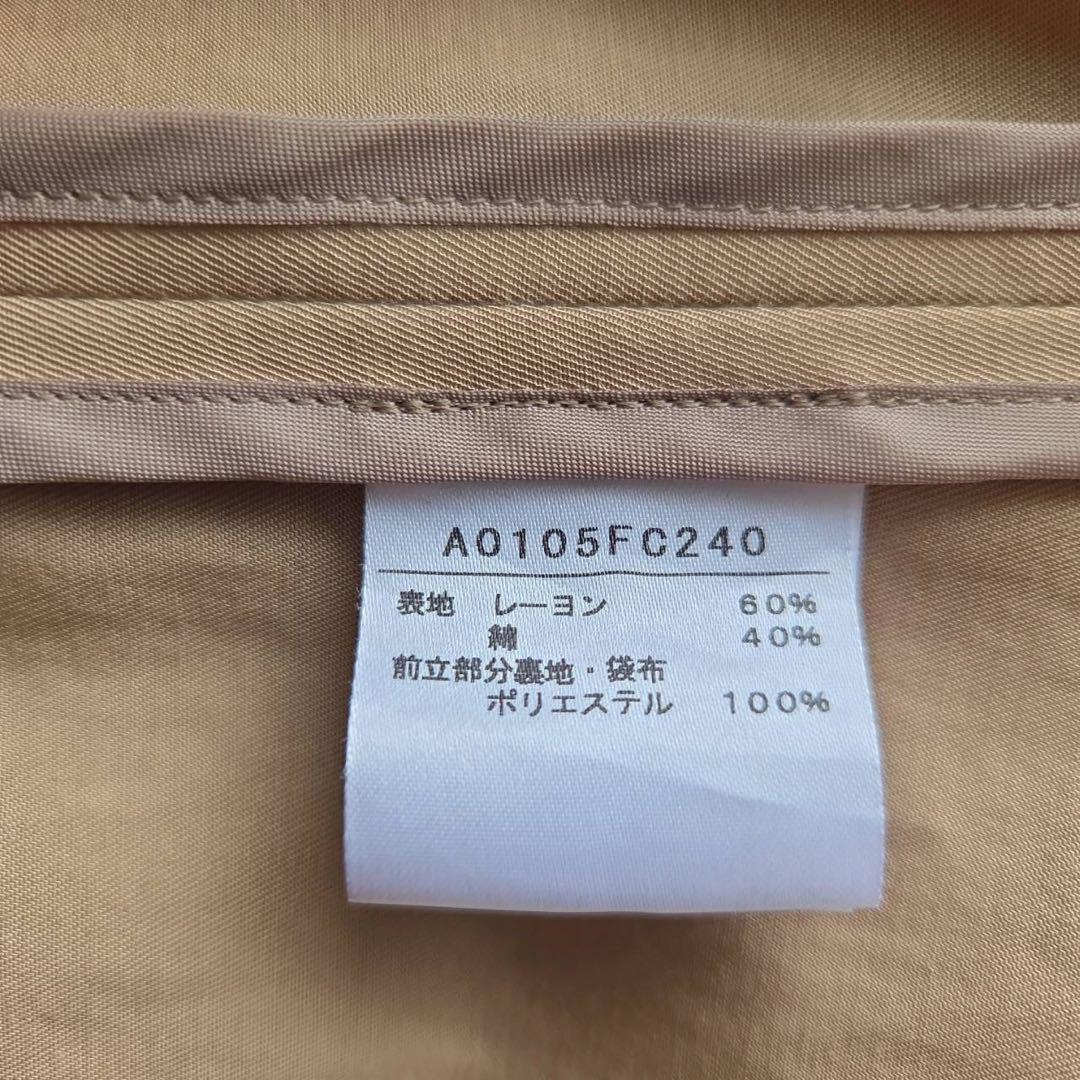 A0105FC240
表地 レーヨン 60%
綿 40%
前立部分裏地・袋布
ポリエステル 100%